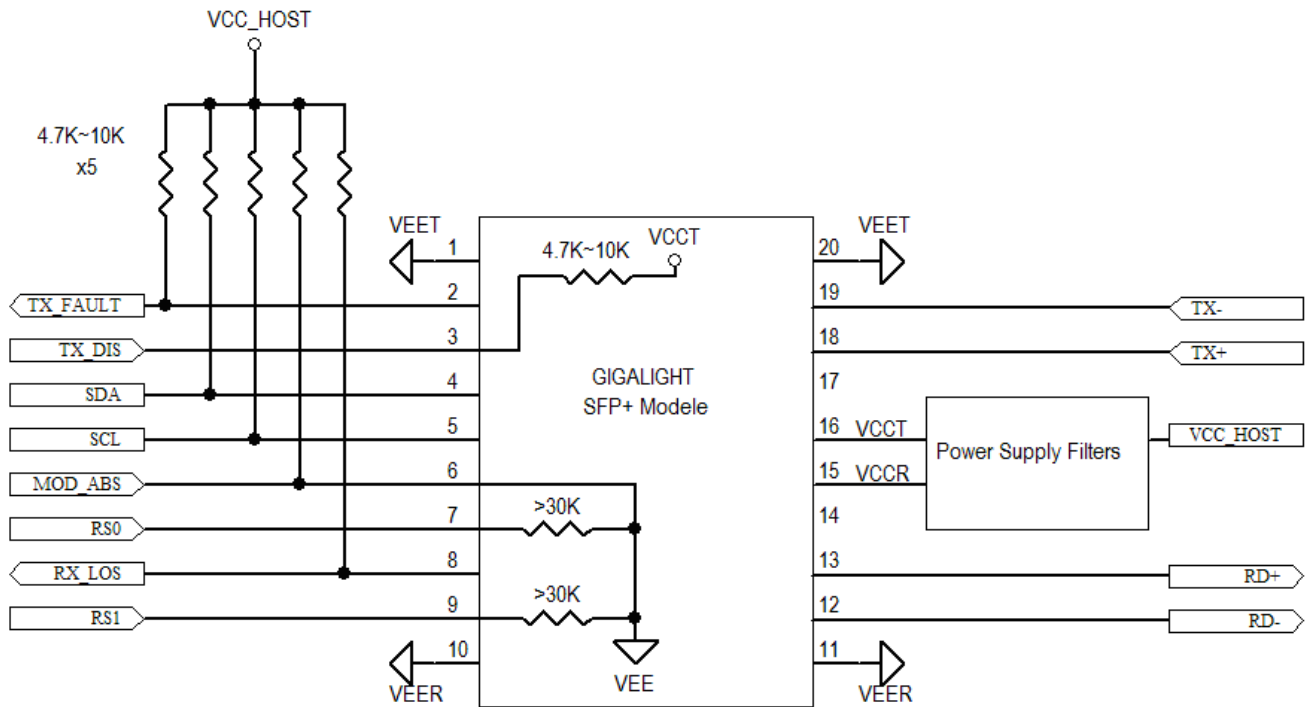 VCC_HOST
4.7K~10K
x5
VEET
1
4.7K~10K
VCCT
20
VEET
TX_FAULT
2
19
TX-
TX_DIS
3
18
TX+
SDA
4
GIGALIGHT
SFP+ Modele
17
SCL
5
16
VCCT
Power Supply Filters
VCC_HOST
MOD_ABS
6
15
VCCR
RS0
7
>30K
14
RX_LOS
8
13
RD+
RS1
9
>30K
12
RD-
10
VEER
VEE
11
VEER